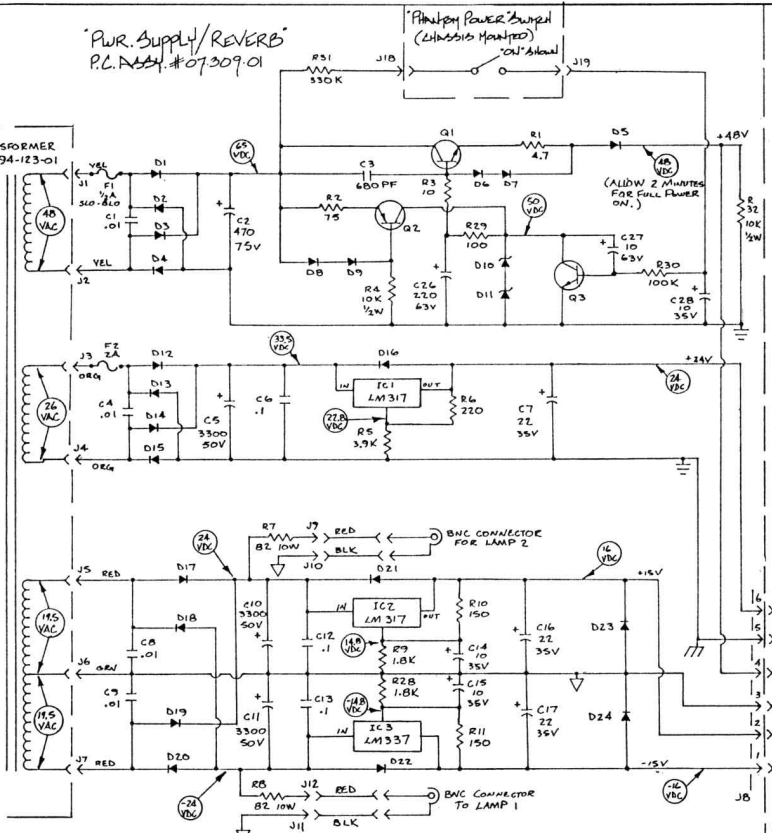 "PHANTOM POWER" SWITCH
(CHASSIS MOUNTED)
"ON" SHOWN
"PWR. SUPPLY/REVERB"
P.C. ASSY. #07-309-01
R31
330K
J18
J19
SFORMER
94-123-01
YEL
J1
F1
1/2A
SLO-BLO
48 VAC
C1
.01
D1
D2
D3
D4
YEL
J2
65 VDC
C2
470
75V
C3
680PF
Q1
R1
4.7
D5
+48V
48 VDC
(ALLOW 2 MINUTES
FOR FULL POWER
ON.)
R3
10
D6
D7
R2
75
Q2
50 VDC
R29
100
D8
D9
R4
10K
1/2W
C26
220
63V
D10
D11
Q3
C27
10
63V
R30
100K
C28
10
35V
R
32
10K
1/2W
J3
F2
2A
ORG
26 VAC
C4
.01
D12
D13
D14
D15
J4
ORG
33.5 VDC
C5
3300
50V
C6
.1
D16
IN
IC1
LM317
OUT
22.8 VDC
R5
3.9K
R6
220
C7
22
35V
+24V
24 VDC
J5
RED
19.5 VAC
C8
.01
D17
D18
J6
GRN
19.5 VAC
C9
.01
D19
D20
J7
RED
24 VDC
R7
82 10W
J9
RED
BLK
J10
BNC CONNECTOR
FOR LAMP 2
D21
16 VDC
+15V
C10
3300
50V
C12
.1
IN
IC2
LM 317
OUT
14.8 VDC
R10
150
R9
1.8K
C14
10
35V
C16
22
35V
D23
C11
3300
50V
C13
.1
R28
1.8K
-14.8 VDC
C15
10
35V
C17
22
35V
D24
IN
IC3
LM337
R11
150
D22
-24 VDC
R8
82 10W
J12
RED
J11
BLK
BNC CONNECTOR
TO LAMP 1
-15V
-16 VDC
6
5
4
3
2
1
J8